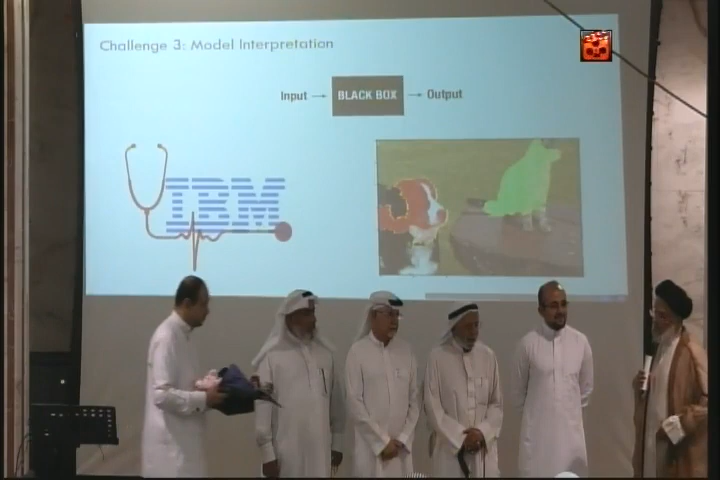 Challenge 3: Model Interpretation
Input → BLACK BOX → Output
IBM